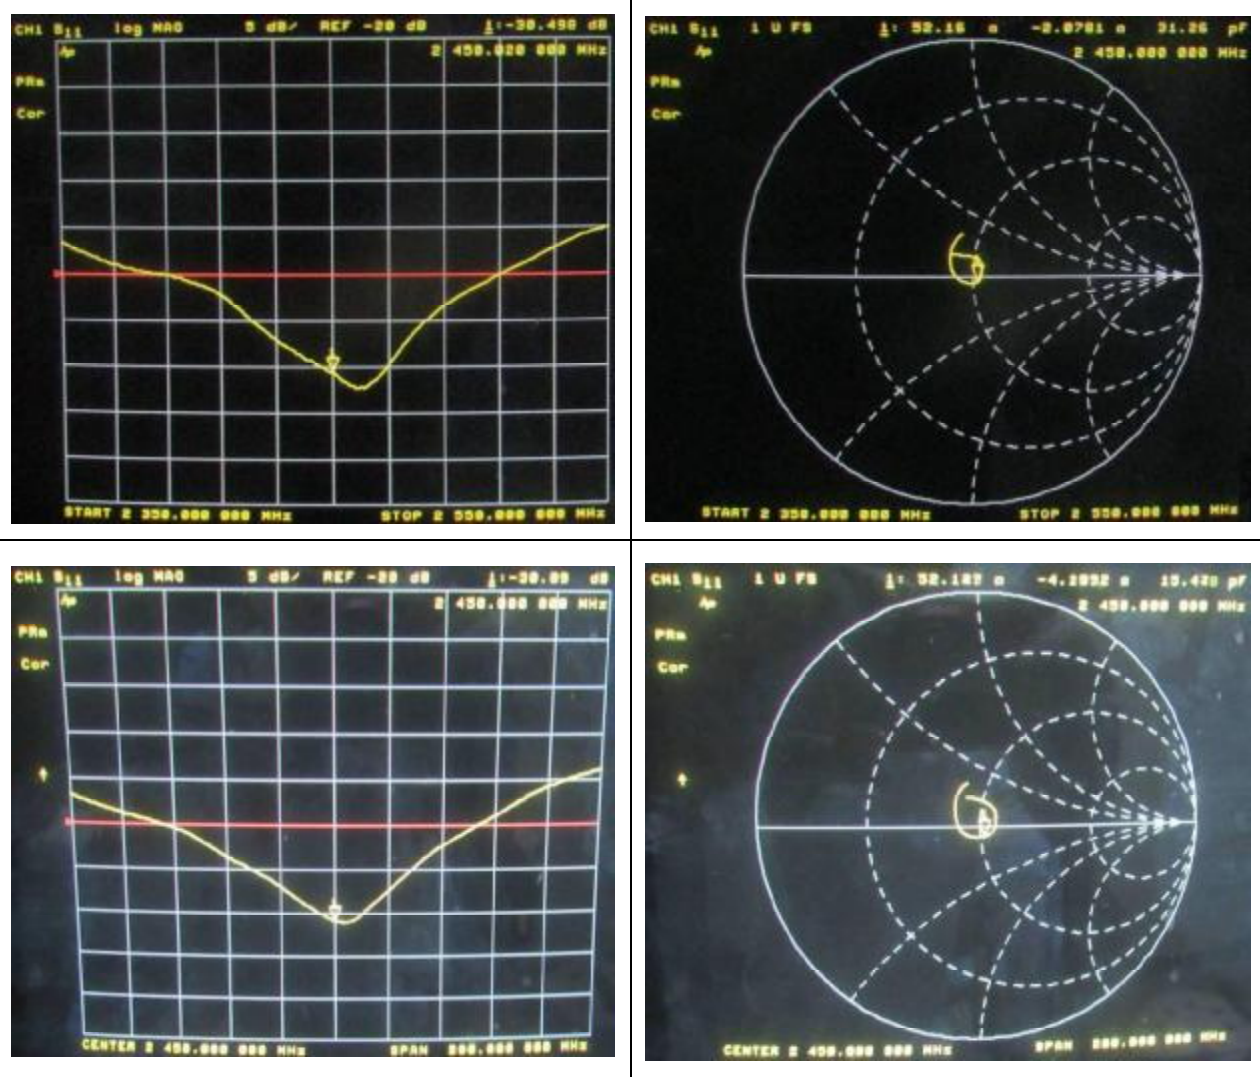 CH1 S11 log MAG 5 dB/ REF -20 dB 1:-30.498 dB
2 450.020 000 MHz
PRm
Cor
START 2 350.000 000 MHz STOP 2 550.000 000 MHz
CH1 S11 1 U FS 1: 52.16 -2.0781 31.26 pF
2 450.000 000 MHz
PRm
Cor
START 2 350.000 000 MHz STOP 2 550.000 000 MHz
CH1 S11 log MAG 5 dB/ REF -20 dB dB
2 450.000 000 MHz
PRm
Cor
CENTER 2 450.000 000 MHz SPAN 200.000 000 MHz
CH1 S11 1 U FS 1: pF
2 450.000 000 MHz
PRm
Cor
CENTER 2 450.000 000 MHz SPAN 200.000 000 MHz